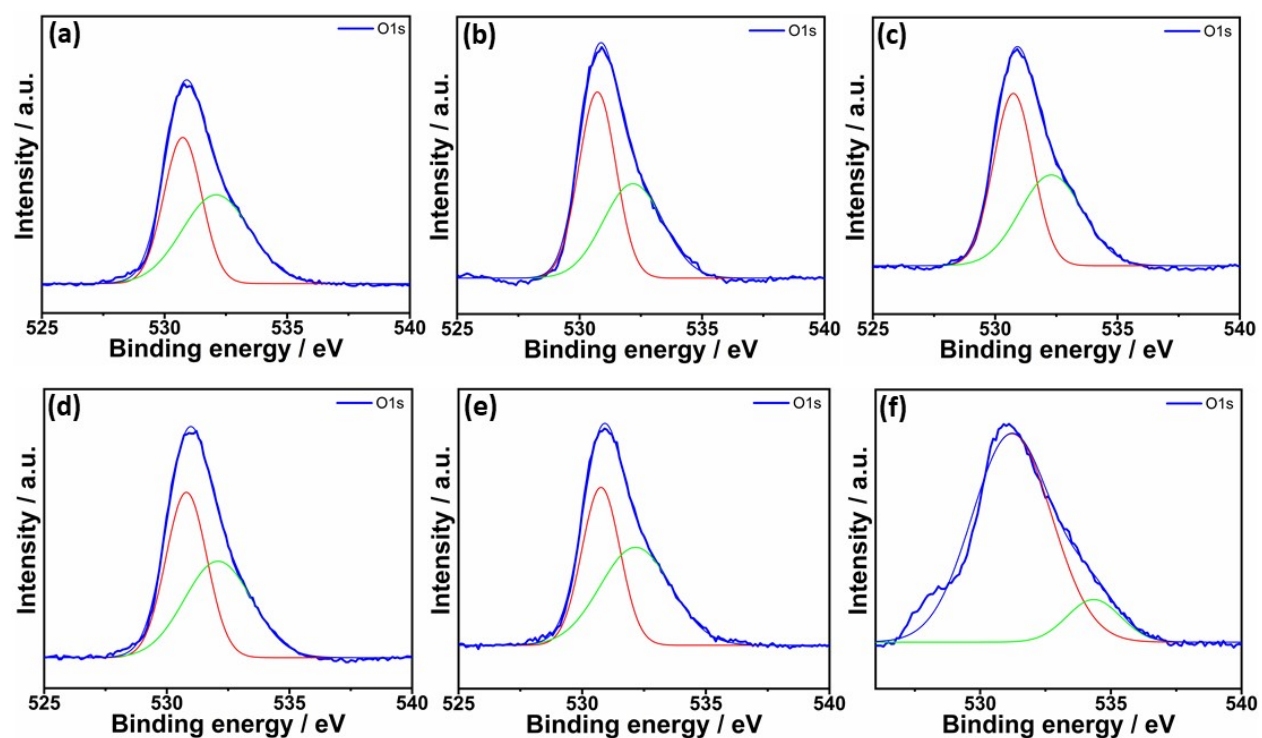 (a)
O1s
Intensity / a.u.
525 530 535 540
Binding energy / eV
(b)
O1s
Intensity / a.u.
525 530 535 540
Binding energy / eV
(c)
O1s
Intensity / a.u.
525 530 535 540
Binding energy / eV
(d)
O1s
Intensity / a.u.
525 530 535 540
Binding energy / eV
(e)
O1s
Intensity / a.u.
525 530 535 540
Binding energy / eV
(f)
O1s
Intensity / a.u.
530 535 540
Binding energy / eV